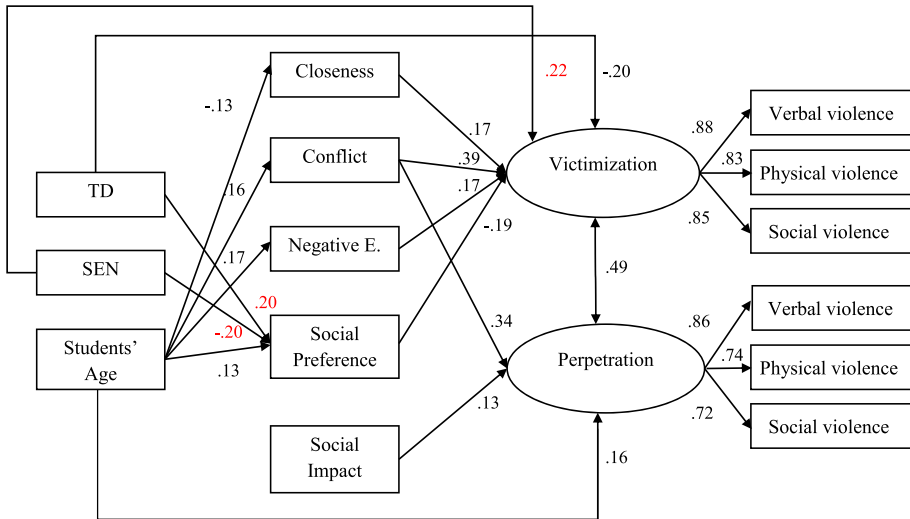 Closeness
.22
-.20
-.13
Verbal violence
.88
.17
Conflict
.39
Victimization
.83
Physical violence
TD
.16
.17
.85
-.19
Social violence
Negative E.
.17
SEN
.49
.20
-.20
Social
Preference
.34
Verbal violence
.86
Students’
Age
.13
Perpetration
.74
Physical violence
.13
.72
Social violence
Social
Impact
.16